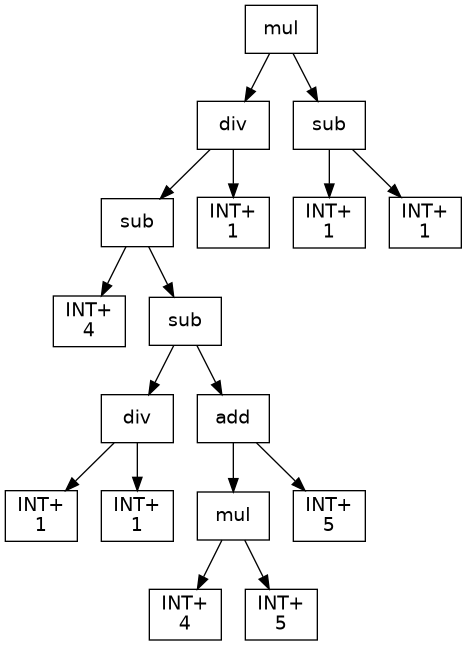 mul
div
sub
sub
INT+
1
INT+
1
INT+
1
INT+
4
sub
div
add
INT+
1
INT+
1
mul
INT+
5
INT+
4
INT+
5